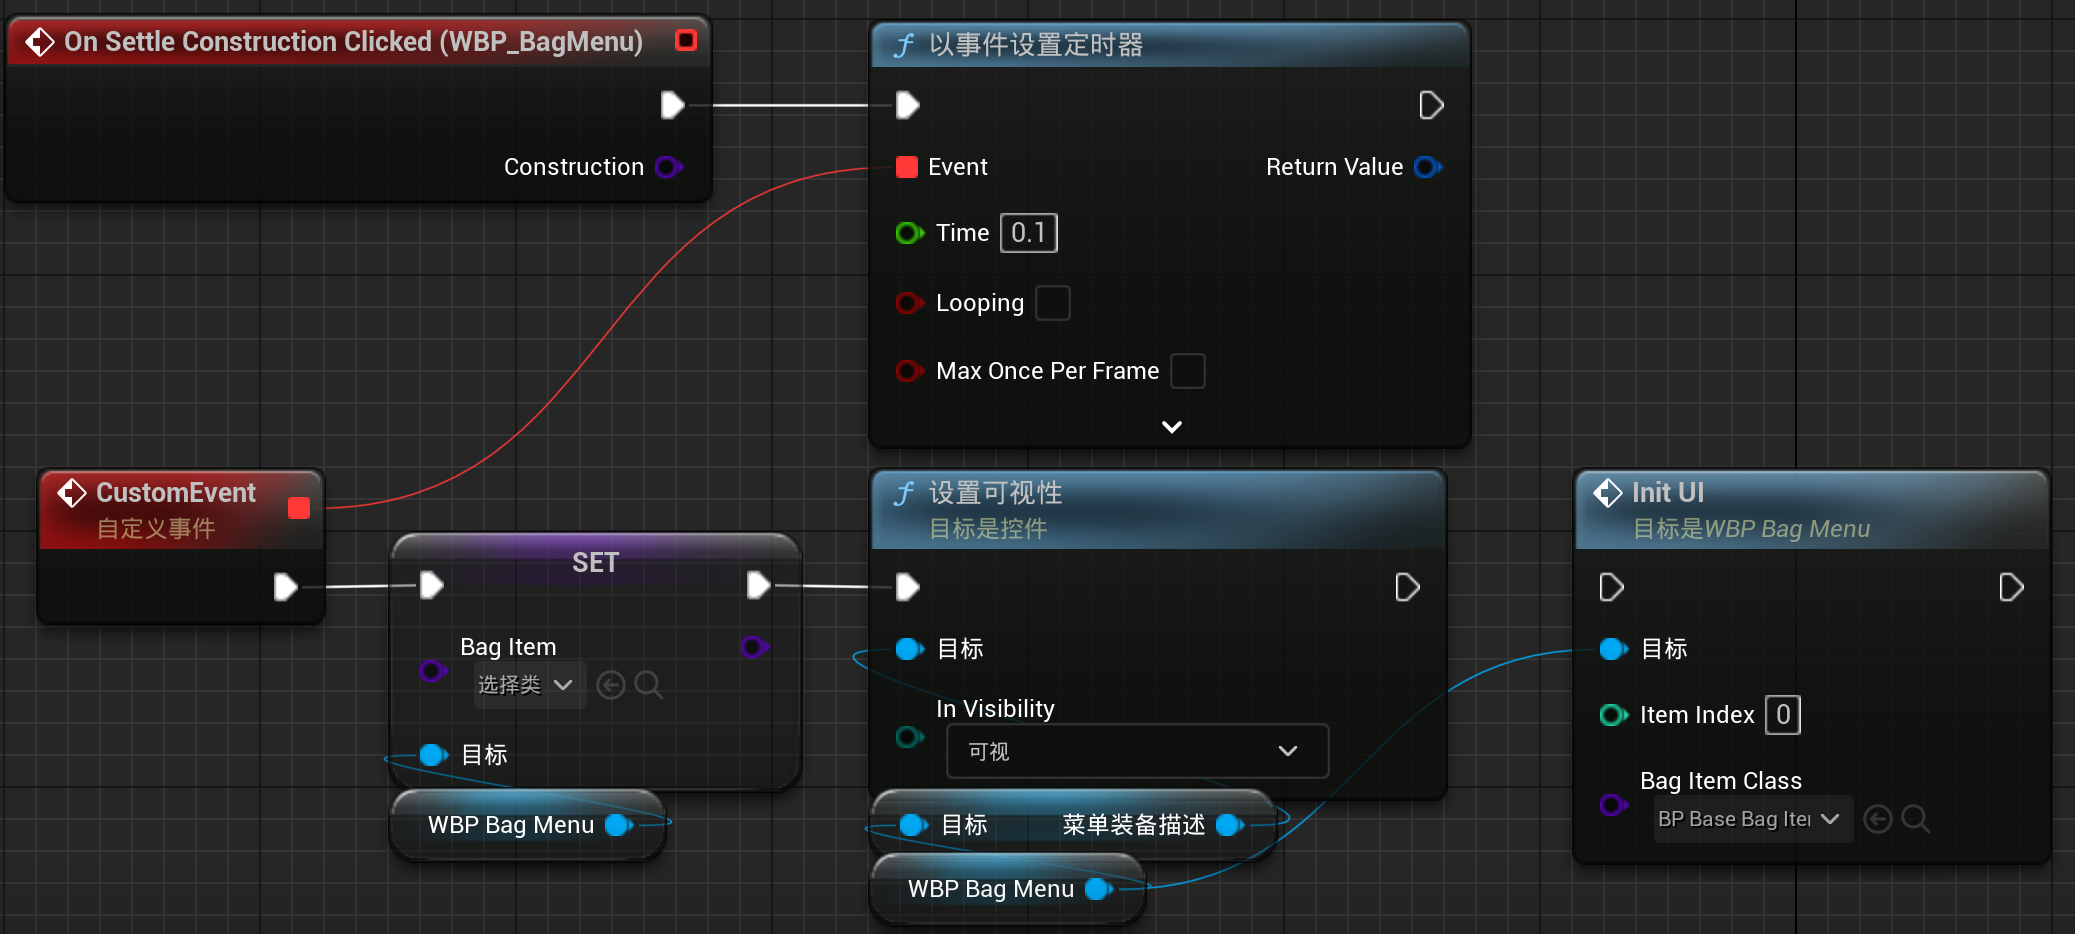 On Settle Construction Clicked (WBP_BagMenu)
Construction
以事件设置定时器
Event
Return Value
Time 0.1
Looping
Max Once Per Frame
CustomEvent
自定义事件
SET
Bag Item
选择类
目标
WBP Bag Menu
设置可视性
目标是控件
目标
In Visibility
可视
目标 菜单装备描述
WBP Bag Menu
Init UI
目标是WBP Bag Menu
目标
Item Index 0
Bag Item Class
BP Base Bag Iter